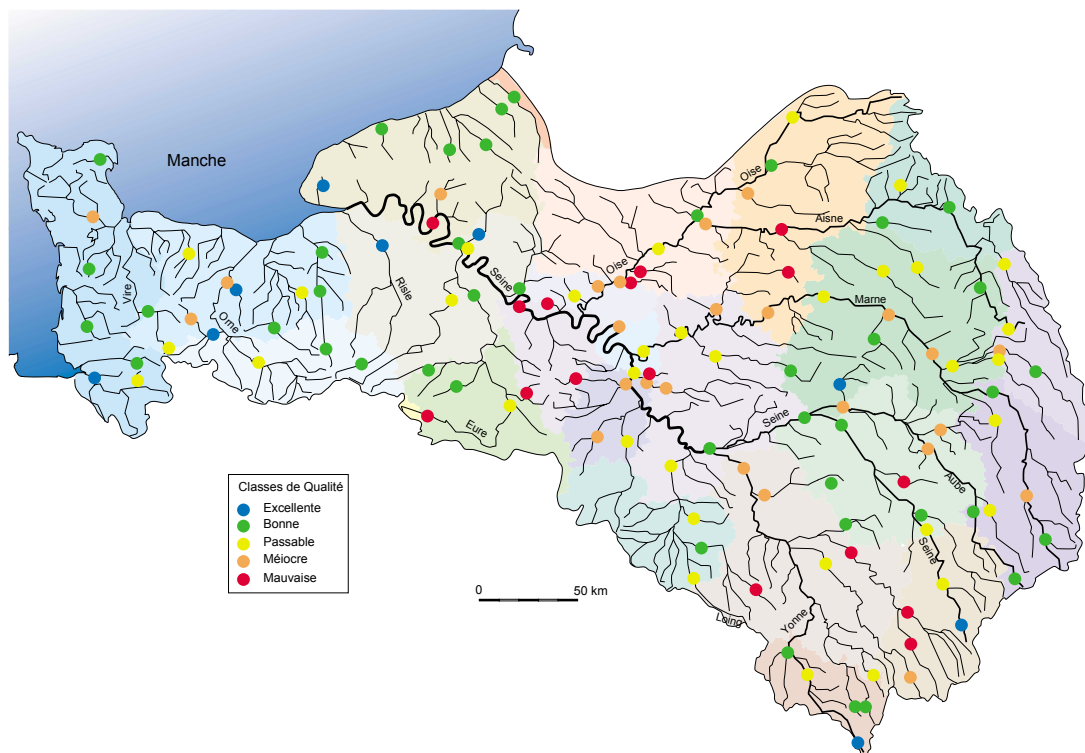 Manche
Oise
Aisne
Oise
Seine
Risle
Vire
Orne
Marne
Seine
Eure
Aube
Seine
Classes de Qualité
Excellente
Bonne
Passable
Méiocre
Mauvaise
0 50 km
Loing
Yonne